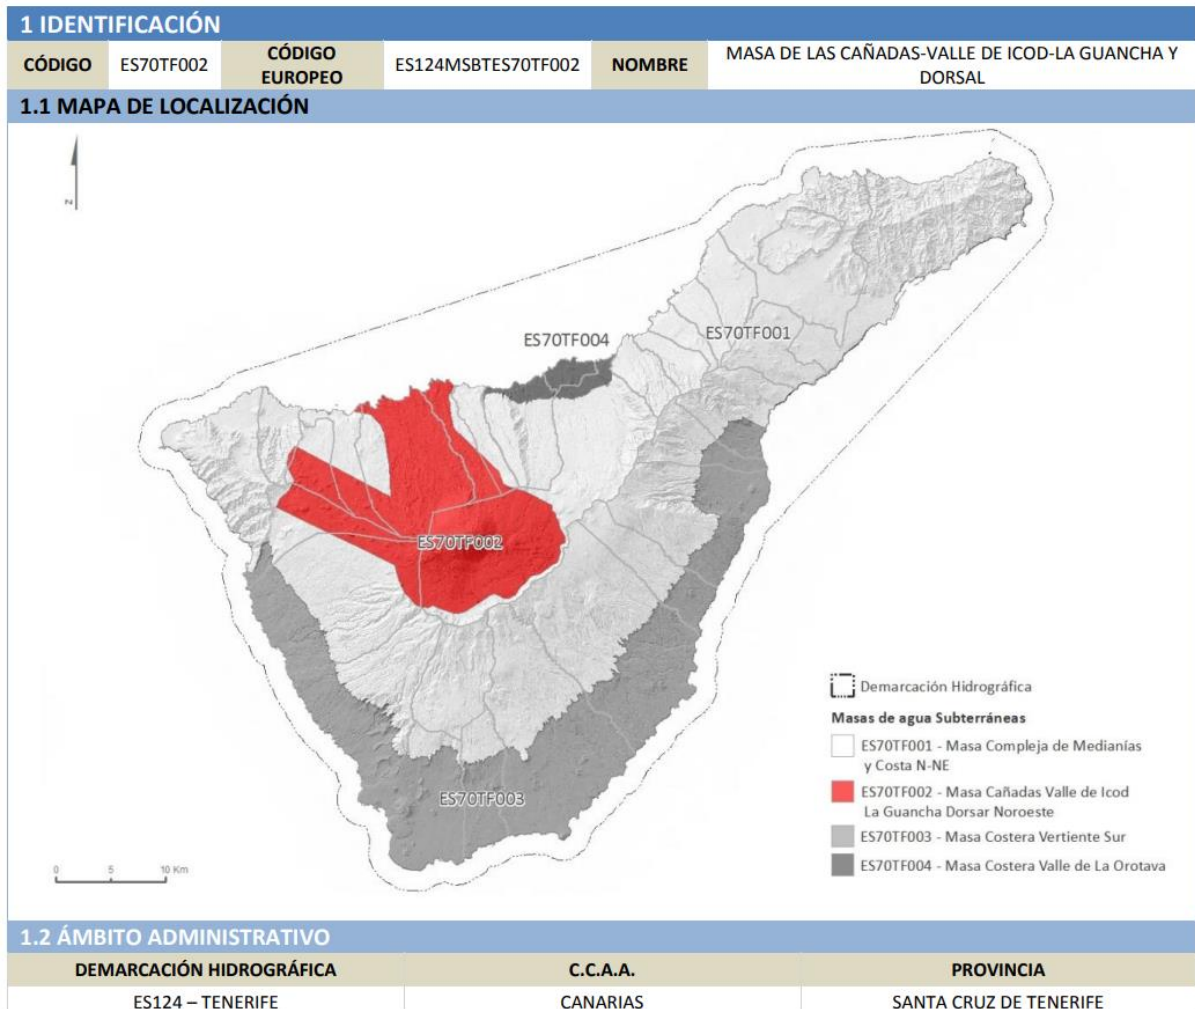 1 IDENTIFICACIÓN
CÓDIGO ES70TF002 CÓDIGO EUROPEO ES124MSBTES70TF002 NOMBRE MASA DE LAS CAÑADAS-VALLE DE ICOD-LA GUANCHA Y DORSAL
1.1 MAPA DE LOCALIZACIÓN
N
ES70TF004
ES70TF001
ES70TF002
ES70TF003
Demarcación Hidrográfica
Masas de agua Subterráneas
ES70TF001 - Masa Compleja de Medianías
y Costa N-NE
ES70TF002 - Masa Cañadas Valle de Icod
La Guancha Dorsar Noroeste
ES70TF003 - Masa Costera Vertiente Sur
ES70TF004 - Masa Costera Valle de La Orotava
0 5 10 Km
1.2 ÁMBITO ADMINISTRATIVO
DEMARCACIÓN HIDROGRÁFICA C.C.A.A. PROVINCIA
ES124 – TENERIFE CANARIAS SANTA CRUZ DE TENERIFE